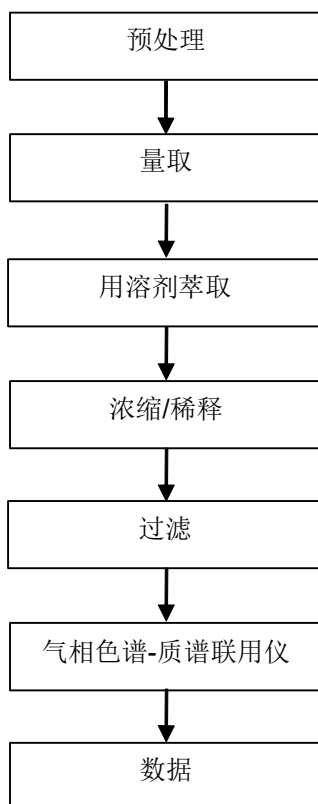 预处理
量取
用溶剂萃取
浓缩/稀释
过滤
气相色谱-质谱联用仪
数据